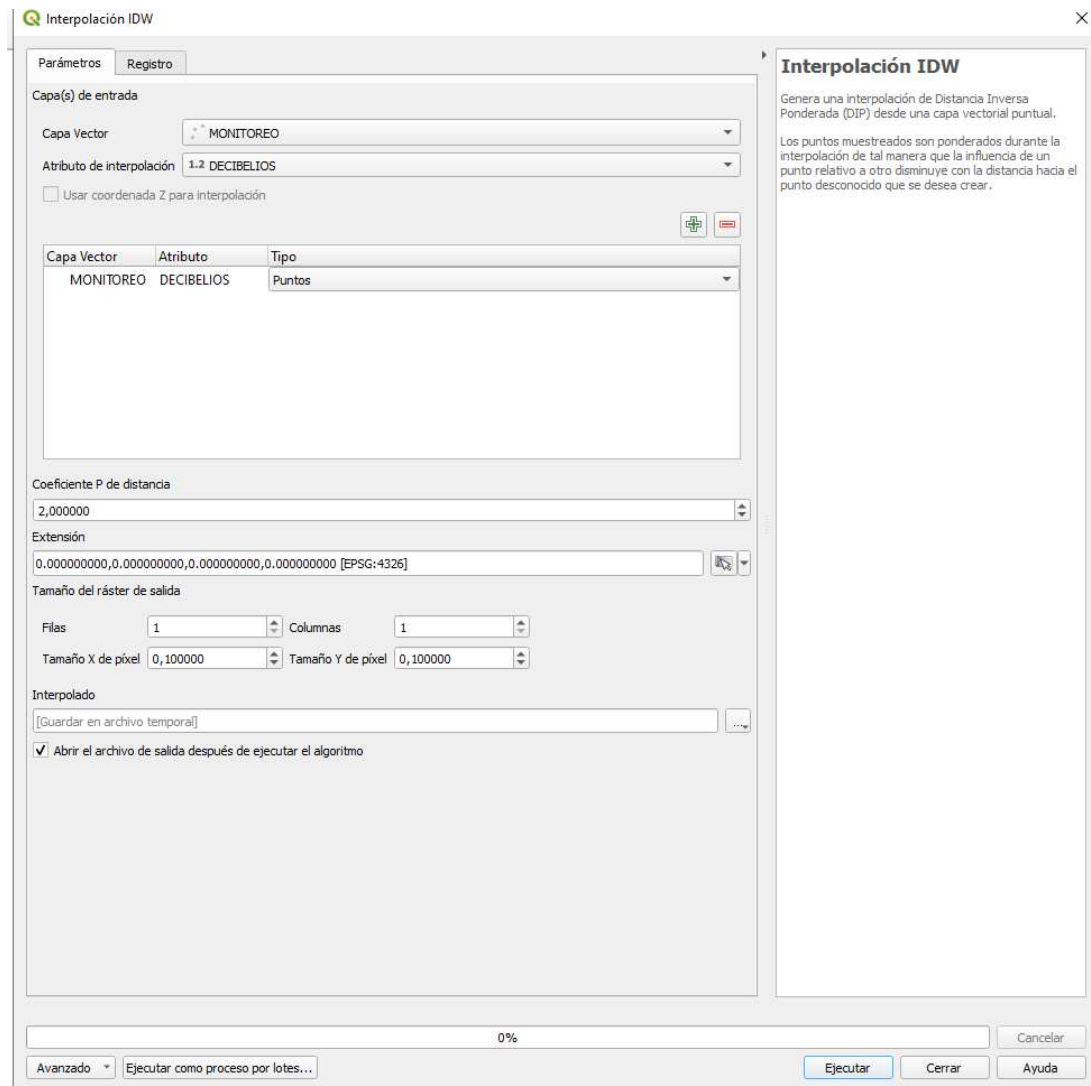 Interpolación IDW
Parámetros Registro
Capa(s) de entrada
Capa Vector MONITOREO
Atributo de interpolación 1.2 DECIBELIOS
Usar coordenada Z para interpolación
Capa Vector Atributo Tipo
MONITOREO DECIBELIOS Puntos
Coeficiente P de distancia
2,000000
Extensión
0.000000000,0.000000000,0.000000000,0.000000000 [EPSG:4326]
Tamaño del ráster de salida
Filas 1 Columnas 1
Tamaño X de píxel 0,100000 Tamaño Y de píxel 0,100000
Interpolado
[Guardar en archivo temporal] ...
Abrir el archivo de salida después de ejecutar el algoritmo
Interpolación IDW
Genera una interpolación de Distancia Inversa
Ponderada (DIP) desde una capa vectorial puntual.
Los puntos muestreados son ponderados durante la
interpolación de tal manera que la influencia de un
punto relativo a otro disminuye con la distancia hacia el
punto desconocido que se desea crear.
0% Cancelar
Avanzado Ejecutar como proceso por lotes... Ejecutar Cerrar Ayuda